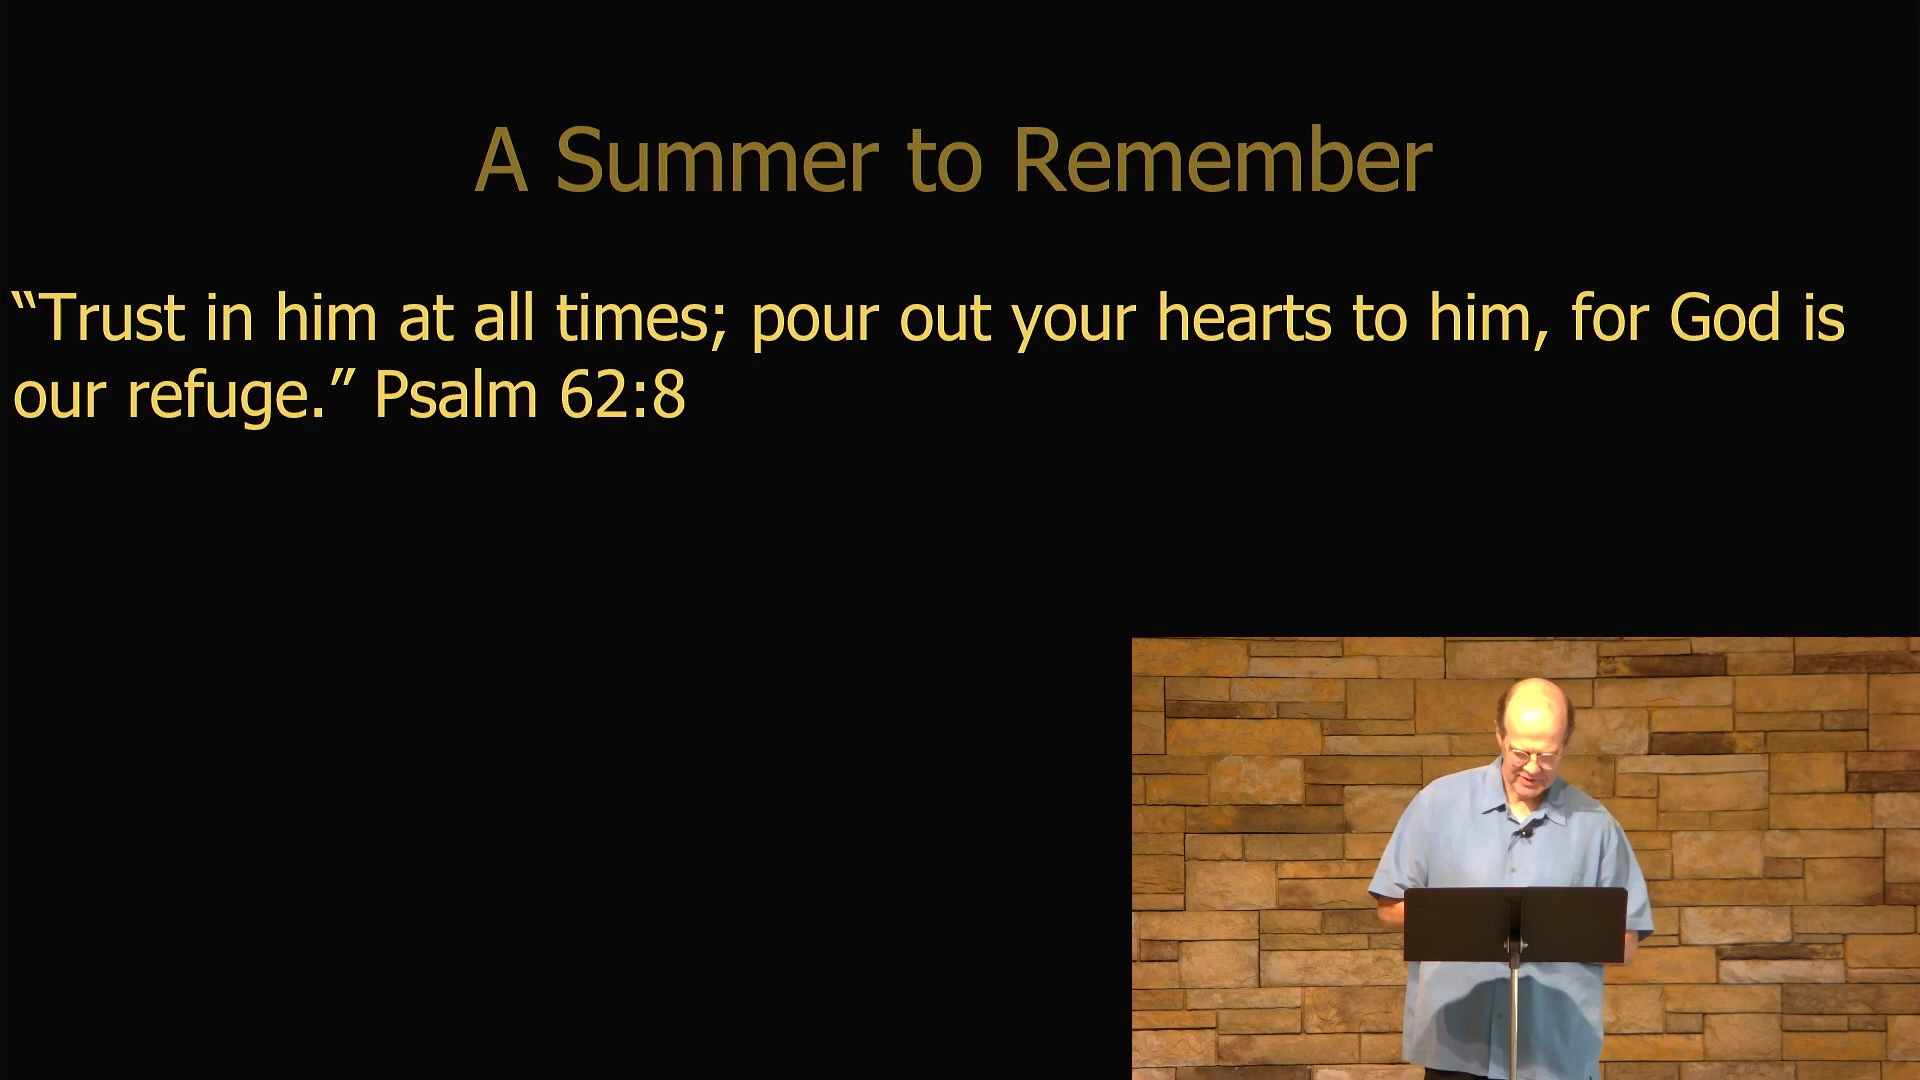 A Summer to Remember
“Trust in him at all times; pour out your hearts to him, for God is
our refuge.” Psalm 62:8